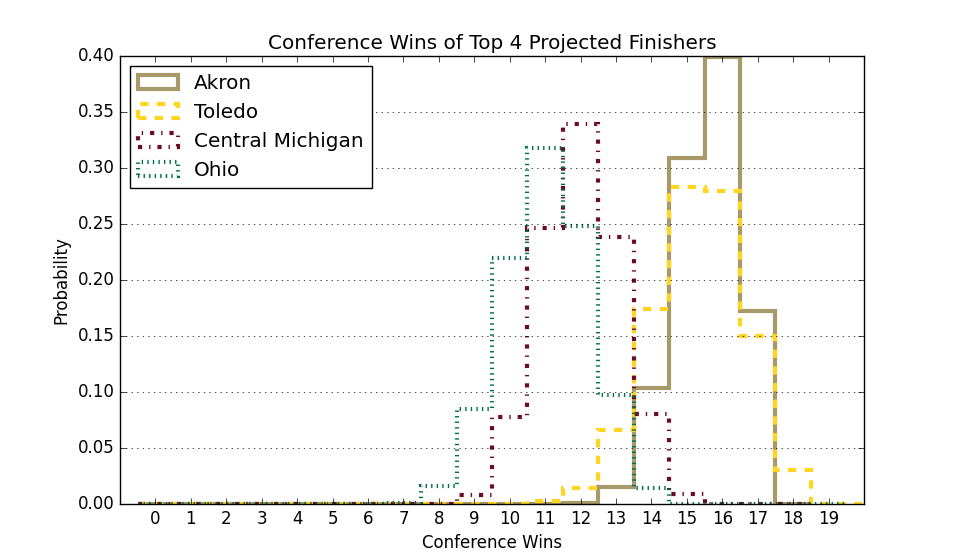 Conference Wins of Top 4 Projected Finishers
0.40
0.35
0.30
0.25
0.20
0.15
0.10
0.05
0.00
Probability
Akron
Toledo
Central Michigan
Ohio
0 1 2 3 4 5 6 7 8 9 10 11 12 13 14 15 16 17 18 19
Conference Wins